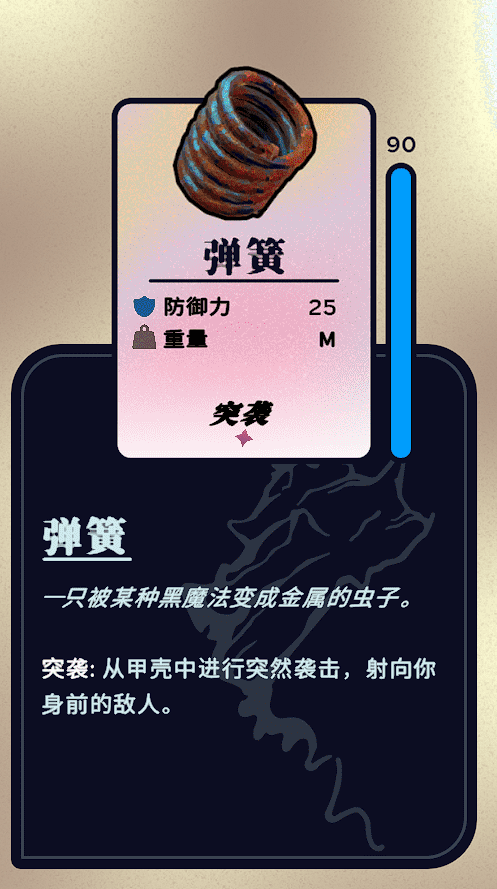 90
弹簧
防御力 25
重量 M
突袭
弹簧
一只被某种黑魔法变成金属的虫子。
突袭: 从甲壳中进行突然袭击，射向你
身前的敌人。